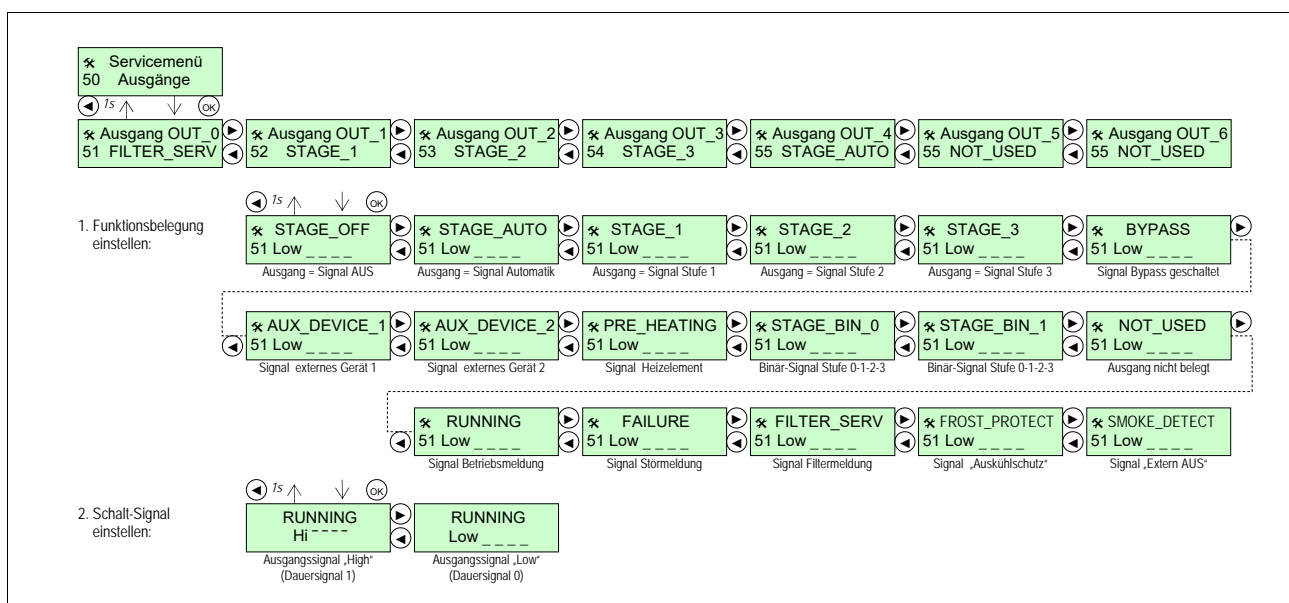 Servicemenü
50 Ausgänge
1s OK
Ausgang OUT_0
51 FILTER_SERV
Ausgang OUT_1
52 STAGE_1
Ausgang OUT_2
53 STAGE_2
Ausgang OUT_3
54 STAGE_3
Ausgang OUT_4
55 STAGE_AUTO
Ausgang OUT_5
55 NOT_USED
Ausgang OUT_6
55 NOT_USED
1. Funktionsbelegung
einstellen:
1s OK
STAGE_OFF
51 Low _ _ _ _
Ausgang = Signal AUS
STAGE_AUTO
51 Low _ _ _ _
Ausgang = Signal Automatik
STAGE_1
51 Low _ _ _ _
Ausgang = Signal Stufe 1
STAGE_2
51 Low _ _ _ _
Ausgang = Signal Stufe 2
STAGE_3
51 Low _ _ _ _
Ausgang = Signal Stufe 3
BYPASS
51 Low _ _ _ _
Signal Bypass geschaltet
AUX_DEVICE_1
51 Low _ _ _ _
Signal externes Gerät 1
AUX_DEVICE_2
51 Low _ _ _ _
Signal externes Gerät 2
PRE_HEATING
51 Low _ _ _ _
Signal Heizelement
STAGE_BIN_0
51 Low _ _ _ _
Binär-Signal Stufe 0-1-2-3
STAGE_BIN_1
51 Low _ _ _ _
Binär-Signal Stufe 0-1-2-3
NOT_USED
51 Low _ _ _ _
Ausgang nicht belegt
RUNNING
51 Low _ _ _ _
Signal Betriebsmeldung
FAILURE
51 Low _ _ _ _
Signal Störmeldung
FILTER_SERV
51 Low _ _ _ _
Signal Filtermeldung
FROST_PROTECT
51 Low _ _ _ _
Signal „Auskühlschutz“
SMOKE_DETECT
51 Low _ _ _ _
Signal „Extern AUS“
2. Schalt-Signal
einstellen:
1s OK
RUNNING
Hi ¯ ¯ ¯ ¯
Ausgangssignal „High“
(Dauersignal 1)
RUNNING
Low _ _ _ _
Ausgangssignal „Low“
(Dauersignal 0)